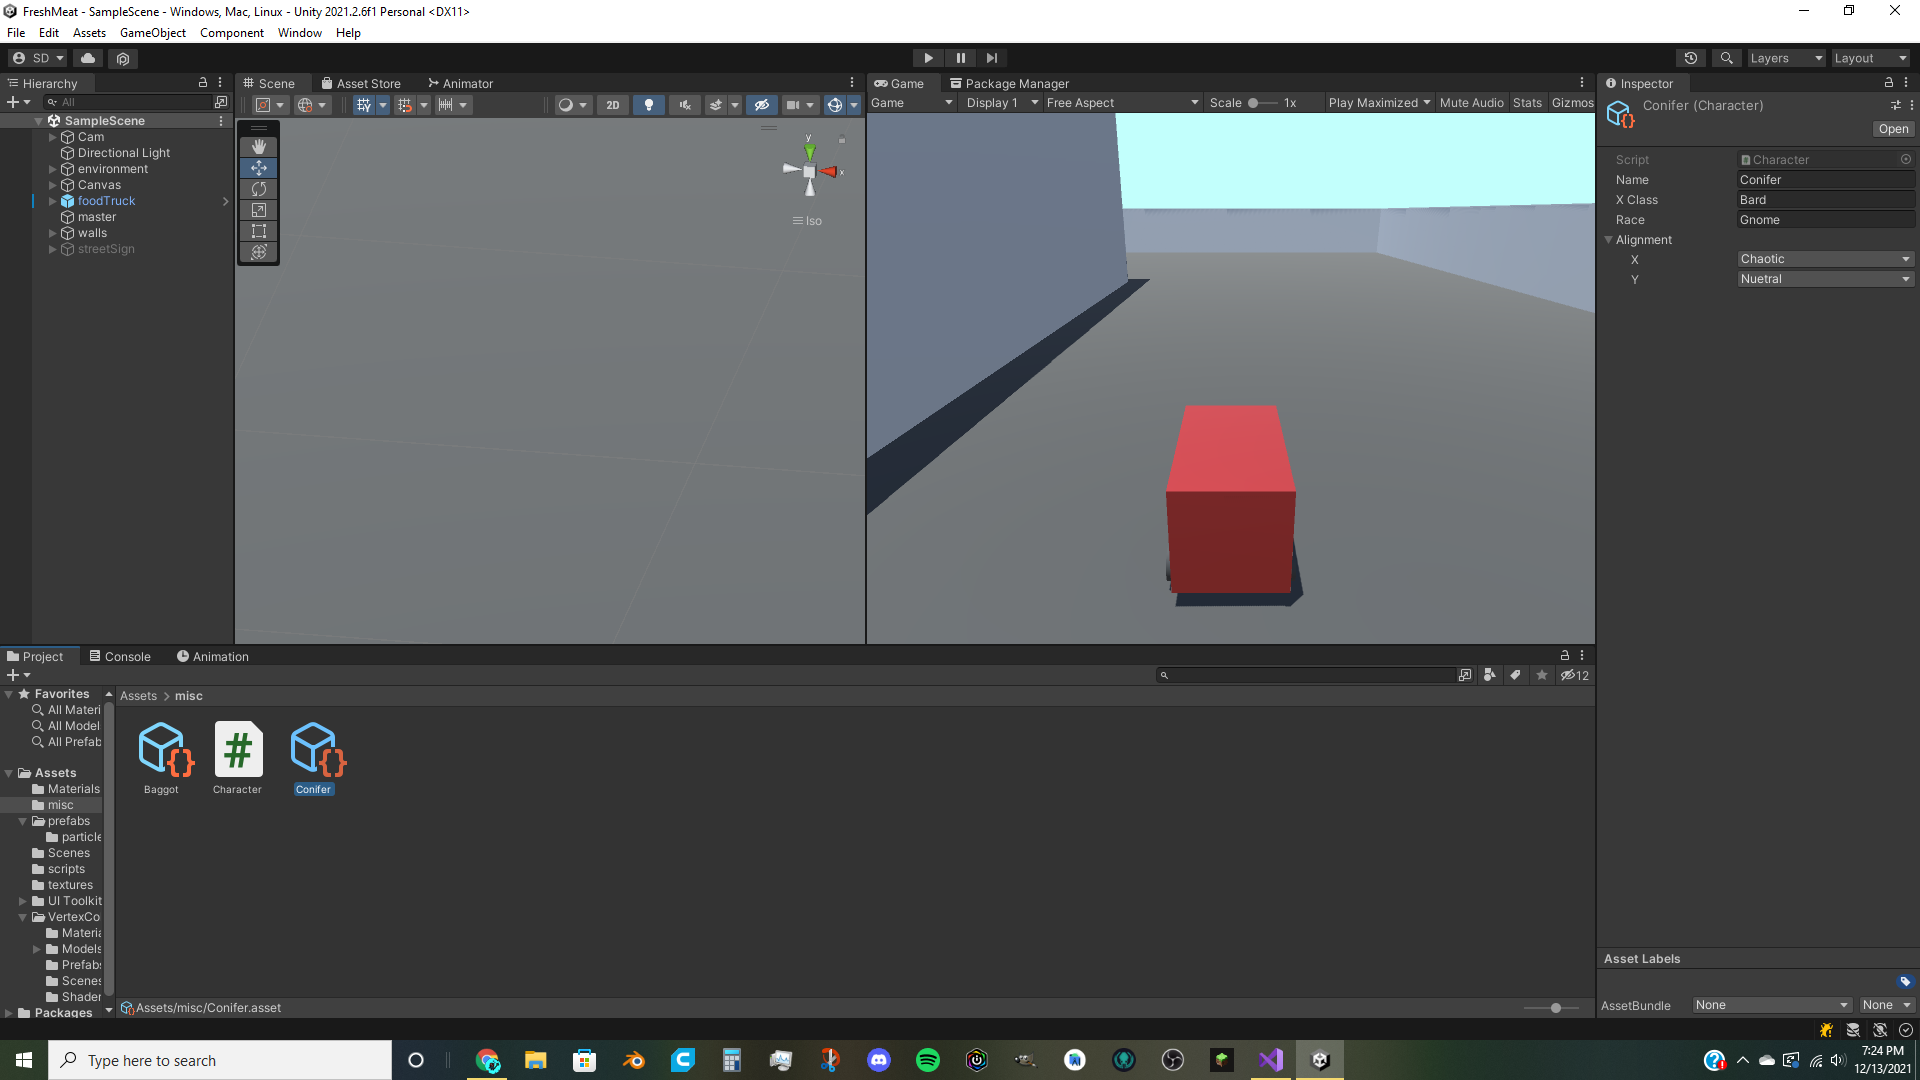 FreshMeat - SampleScene - Windows, Mac, Linux - Unity 2021.2.6f1 Personal <DX11>
File Edit Assets GameObject Component Window Help
SD Layers Layout
Hierarchy
All
SampleScene
Cam
Directional Light
environment
Canvas
foodTruck
master
walls
streetSign
Scene Asset Store Animator
2D
y
x
Iso
Game Package Manager
Game Display 1 Free Aspect Scale 1x Play Maximized Mute Audio Stats Gizmos
Inspector
Conifer (Character)
Open
Script Character
Name Conifer
X Class Bard
Race Gnome
Alignment
X Chaotic
Y Nuetral
Project Console Animation
12
Favorites
All Materi
All Model
All Prefab
Assets
Materials
misc
prefabs
particle
Scenes
scripts
textures
UI Toolkit
VertexCo
Materia
Models
Prefabs
Scenes
Shader
Packages
Assets > misc
Baggot Character Conifer
Assets/misc/Conifer.asset
Asset Labels
AssetBundle None None
Type here to search
7:24 PM
12/13/2021